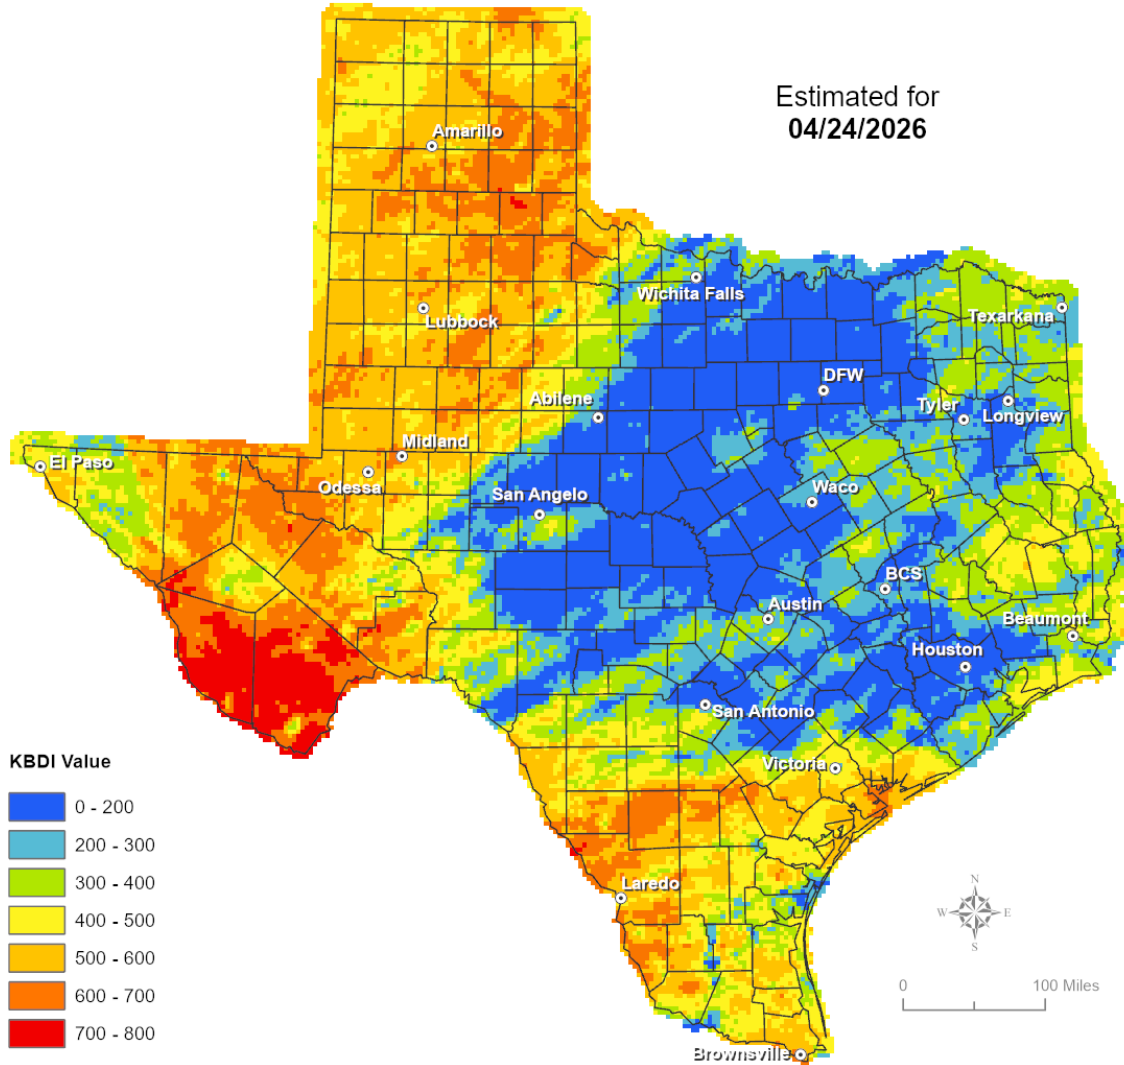 Estimated for
04/24/2026
Amarillo
Wichita Falls
Lubbock
Texarkana
DFW
Abilene
Tyler
Longview
Midland
El Paso
Odessa
San Angelo
Waco
BCS
Austin
Beaumont
Houston
San Antonio
Victoria
KBDI Value
0 - 200
200 - 300
300 - 400
400 - 500
500 - 600
600 - 700
700 - 800
Laredo
N
W
E
S
0
100 Miles
Brownsville